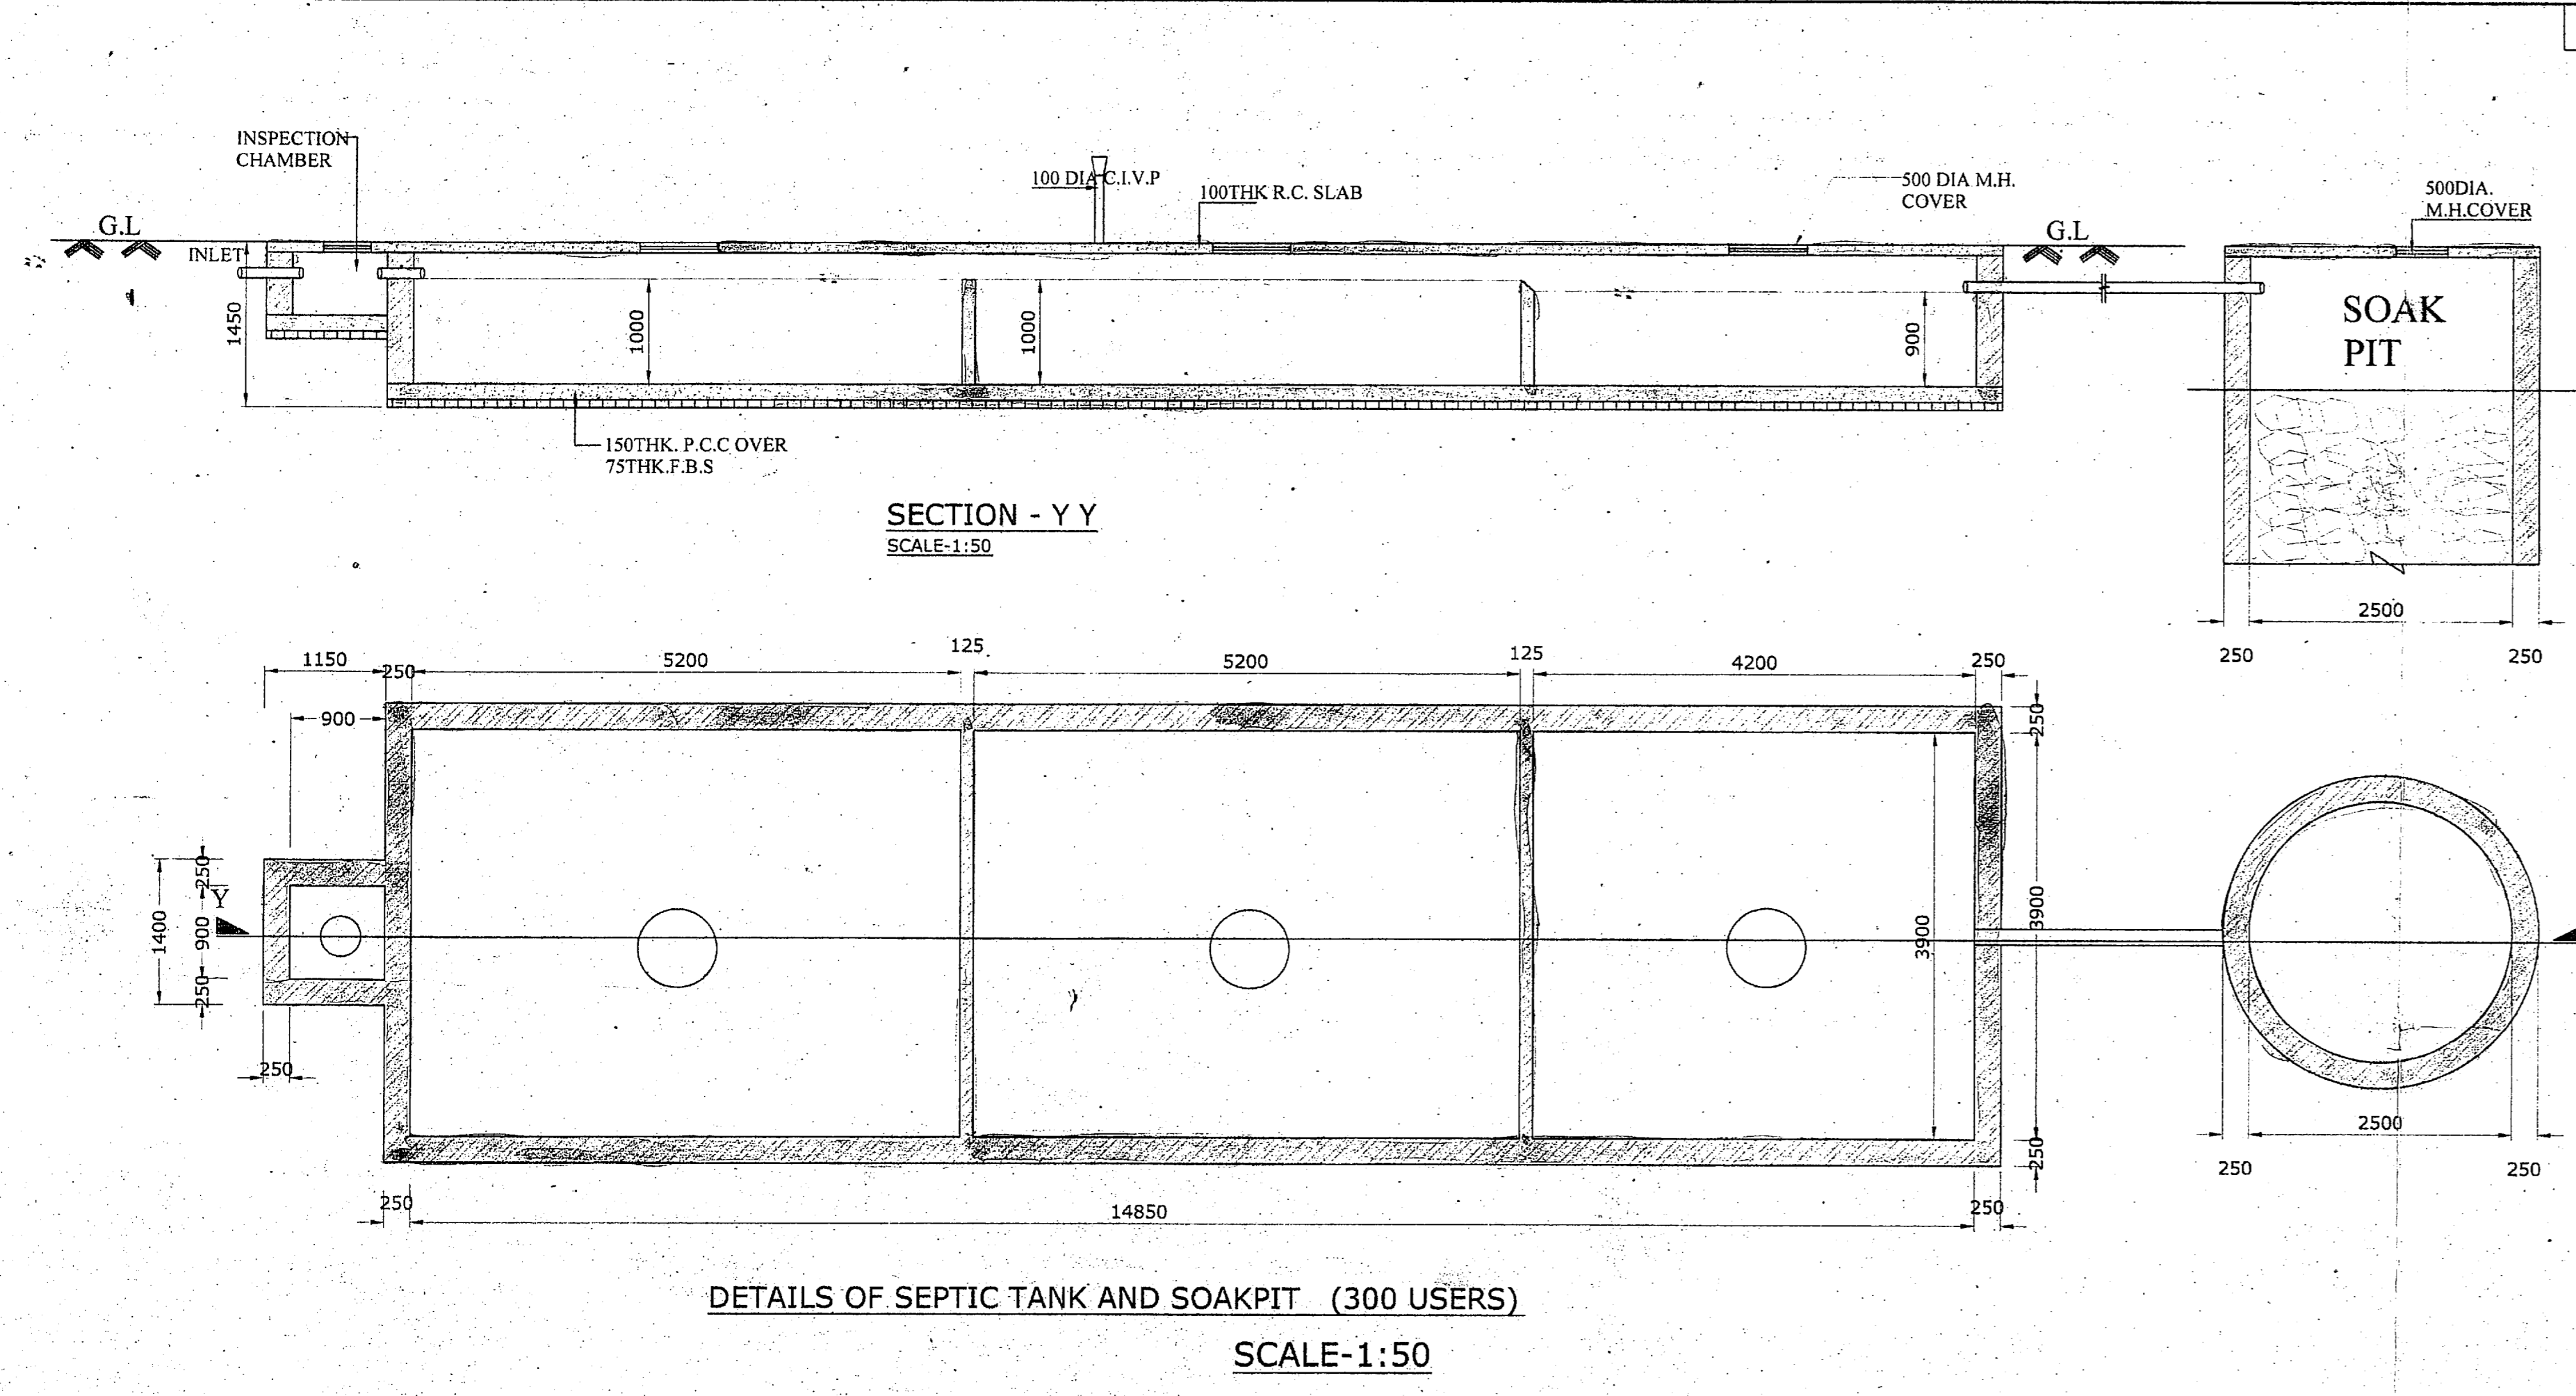 INSPECTION
CHAMBER
100 DIA C.I.V.P
100THK R.C. SLAB
500 DIA M.H.
COVER
500DIA.
M.H.COVER
G.L
G.L
INLET
1450
1000
1000
900
SOAK
PIT
150THK. P.C.C OVER
75THK.F.B.S
SECTION - Y Y
SCALE-1:50
2500
250
250
1150
250
5200
125
5200
125
4200
250
900
250
1400
250
900
250
Y
3900
3900
250
250
2500
250
250
250
14850
250
DETAILS OF SEPTIC TANK AND SOAKPIT (300 USERS)
SCALE-1:50